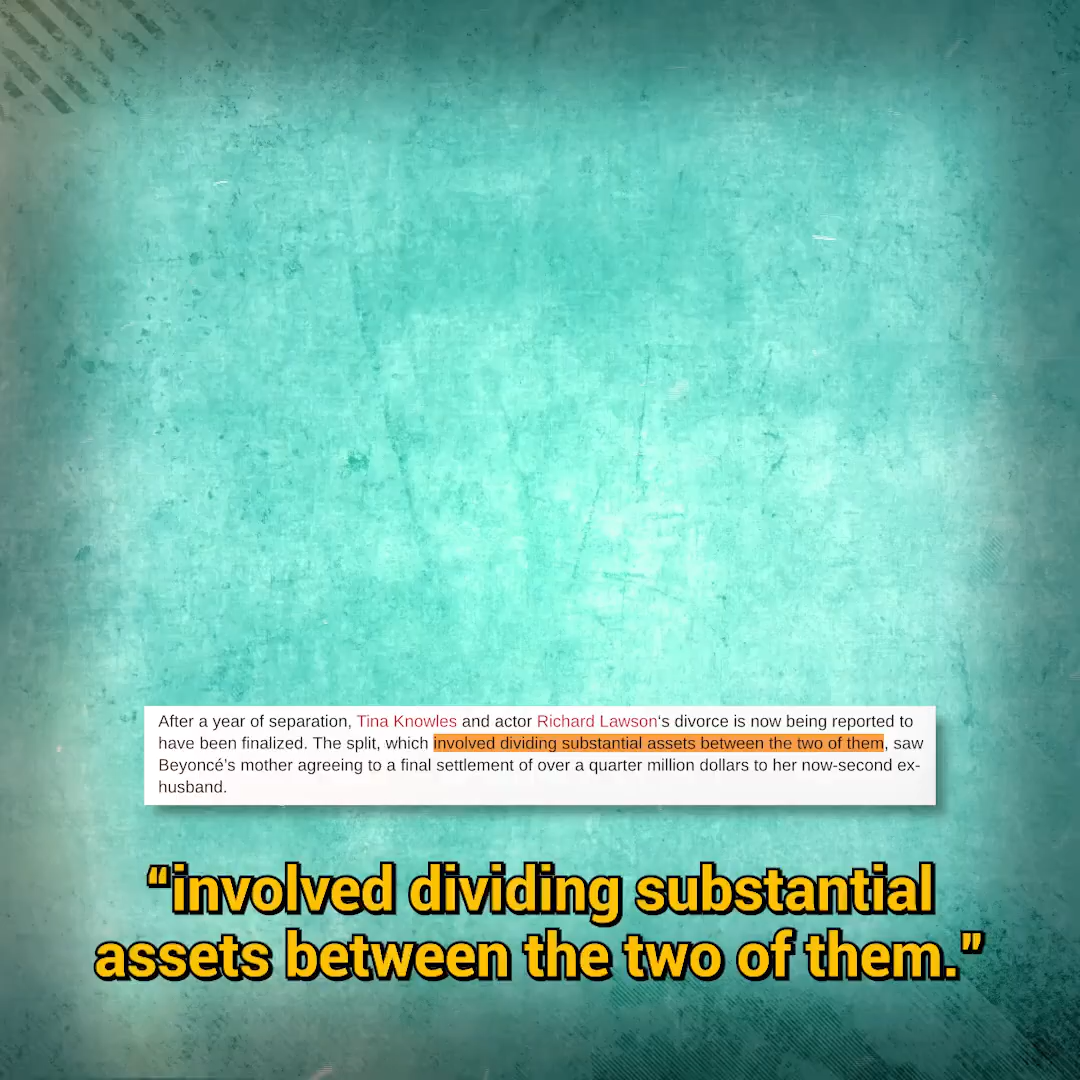 After a year of separation, Tina Knowles and actor Richard Lawson‘s divorce is now being reported to
have been finalized. The split, which involved dividing substantial assets between the two of them, saw
Beyoncé’s mother agreeing to a final settlement of over a quarter million dollars to her now-second ex-
husband.
“involved dividing substantial
assets between the two of them.”